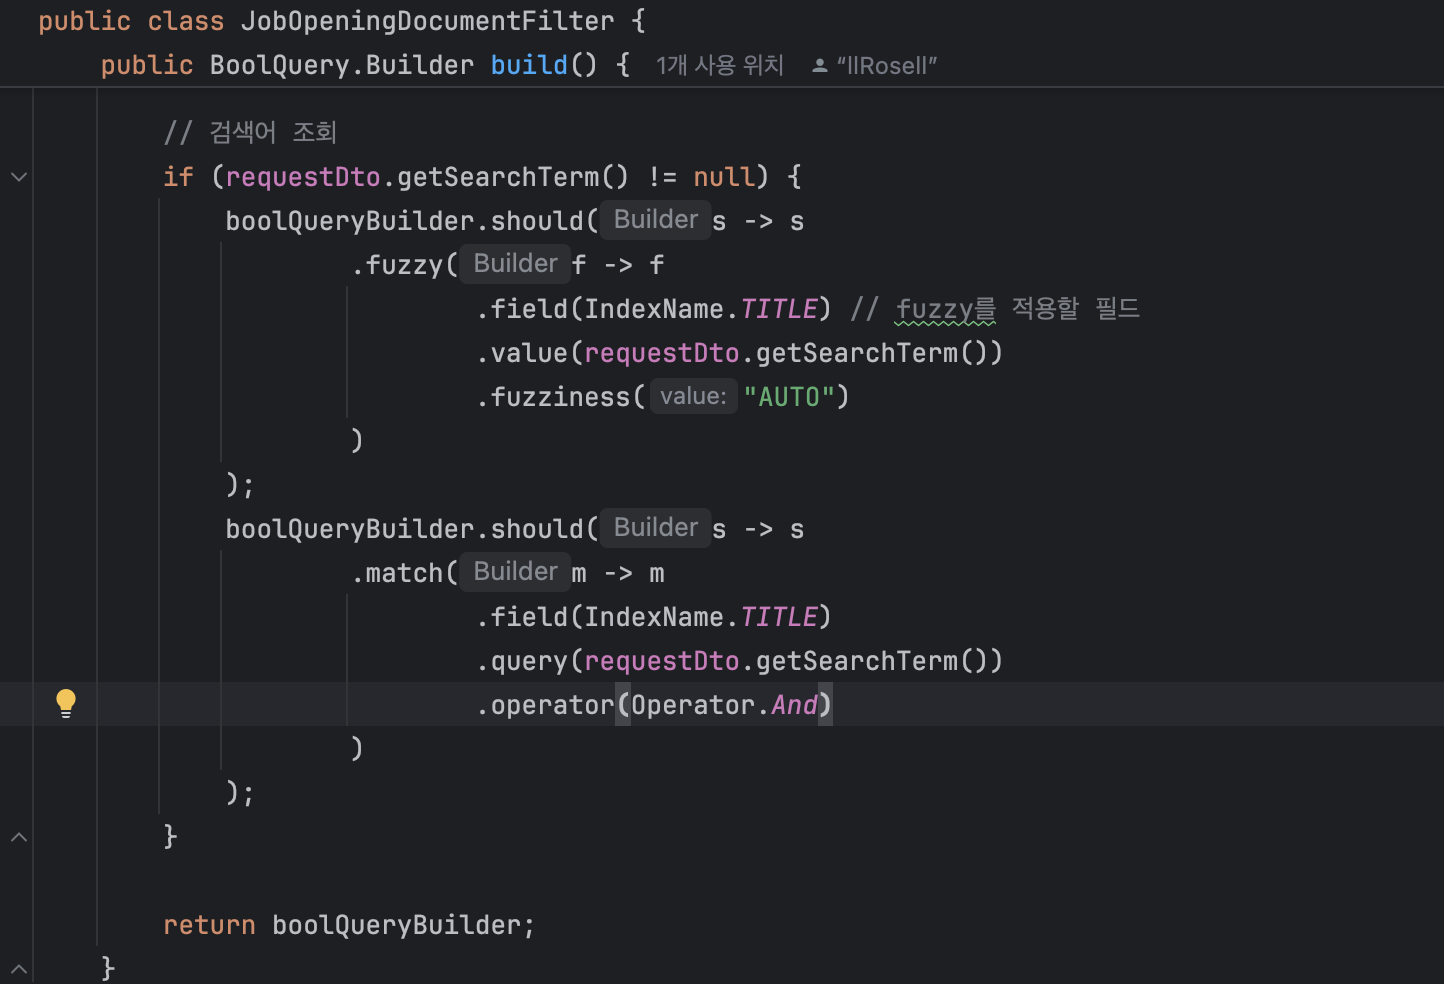 public class JobOpeningDocumentFilter {
public BoolQuery.Builder build() { 1개 사용 위치 “llRosell”
// 검색어 조회
if (requestDto.getSearchTerm() != null) {
boolQueryBuilder.should( Builder s -> s
.fuzzy( Builder f -> f
.field(IndexName.TITLE) // fuzzy를 적용할 필드
.value(requestDto.getSearchTerm())
.fuzziness( value: "AUTO")
)
);
boolQueryBuilder.should( Builder s -> s
.match( Builder m -> m
.field(IndexName.TITLE)
.query(requestDto.getSearchTerm())
.operator(Operator.And)
)
);
}
return boolQueryBuilder;
}